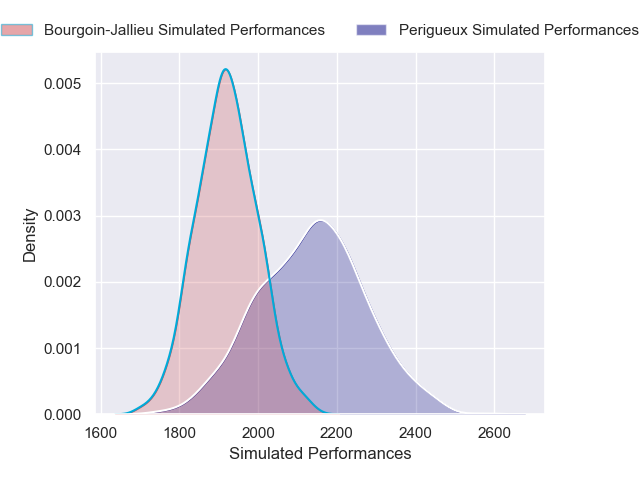 Bourgoin-Jallieu Simulated Performances
Perigueux Simulated Performances
0.005
0.004
0.003
0.002
0.001
0.000
Density
1600 1800 2000 2200 2400 2600
Simulated Performances